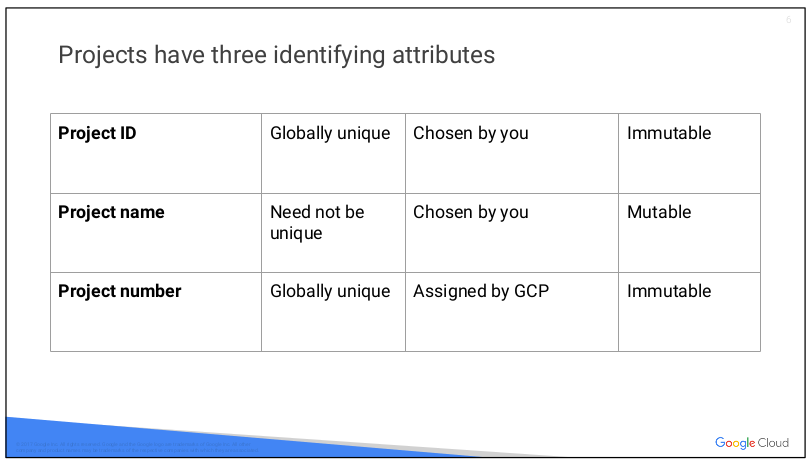 6
Projects have three identifying attributes
Project ID
Globally unique
Chosen by you
Immutable
Project name
Need not be
unique
Chosen by you
Mutable
Project number
Globally unique
Assigned by GCP
Immutable
Google Cloud